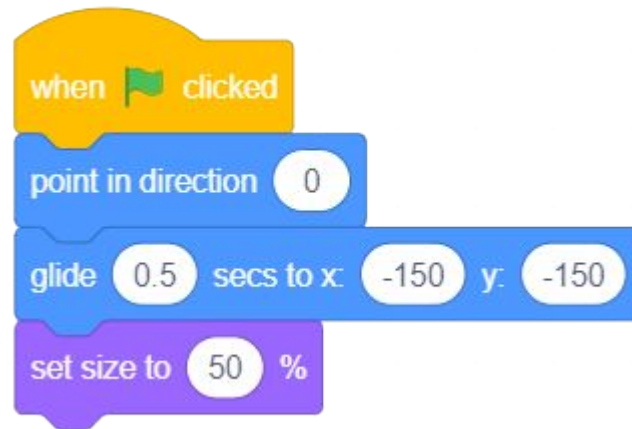 when clicked
point in direction 0
glide 0.5 secs to x: -150 y: -150
set size to 50 %